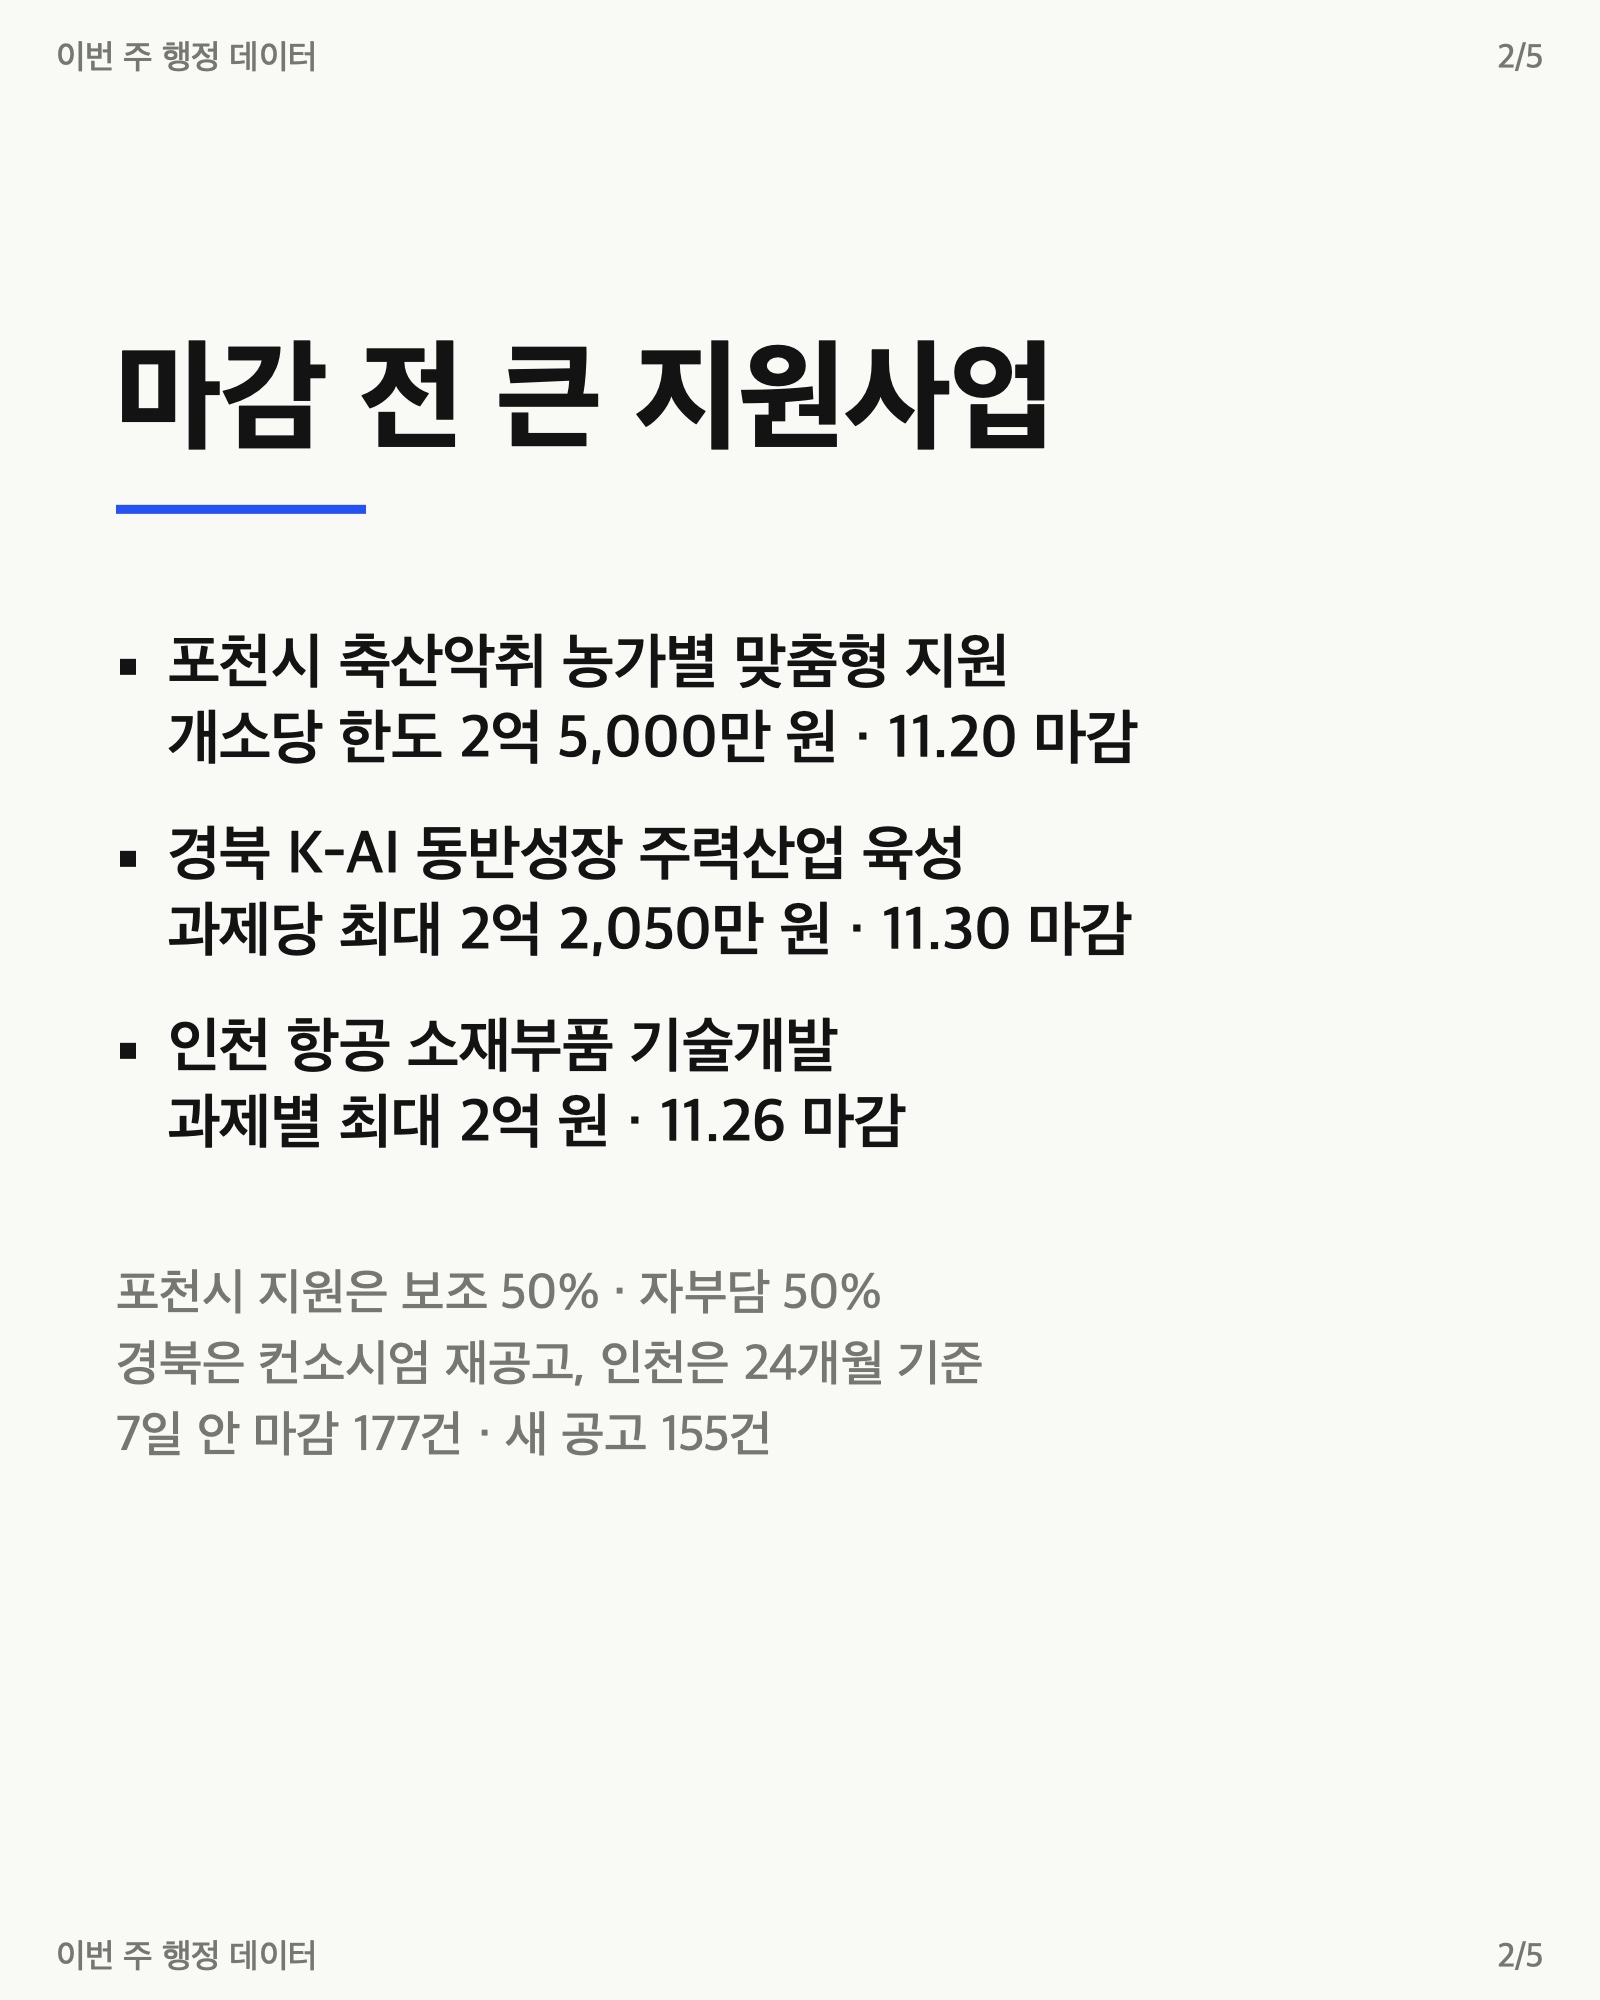 이번 주 행정 데이터
2/5
마감 전 큰 지원사업
▪ 포천시 축산악취 농가별 맞춤형 지원
개소당 한도 2억 5,000만 원 · 11.20 마감
▪ 경북 K-AI 동반성장 주력산업 육성
과제당 최대 2억 2,050만 원 · 11.30 마감
▪ 인천 항공 소재부품 기술개발
과제별 최대 2억 원 · 11.26 마감
포천시 지원은 보조 50% · 자부담 50%
경북은 컨소시엄 재공고, 인천은 24개월 기준
7일 안 마감 177건 · 새 공고 155건
이번 주 행정 데이터
2/5